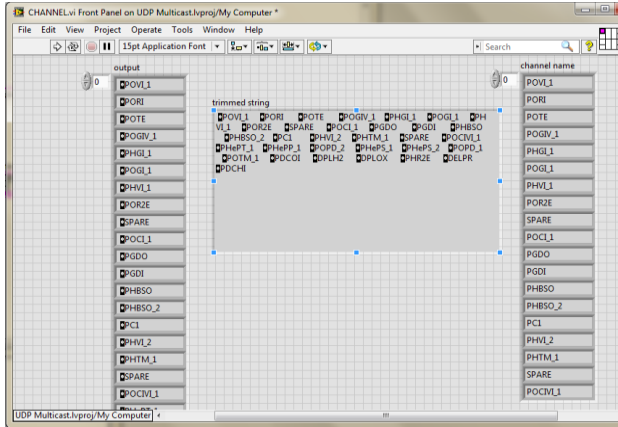 CHANNEL.vi Front Panel on UDP Multicast.lvproj/My Computer *
File Edit View Project Operate Tools Window Help
15pt Application Font
Search
output
0
POVI_1
PORI
POTE
POGIV_1
PHGI_1
POGI_1
PHVI_1
POR2E
SPARE
POCI_1
PGDO
PGDI
PHBSO
PHBSO_2
PC1
PHVI_2
PHTM_1
SPARE
POCIVI_1
trimmed string
POVI_1 PORI POTE POGIV_1 PHGI_1 POGI_1 PH
VI_1 POR2E SPARE POCI_1 PGDO PGDI PHBSO
PHBSO_2 PC1 PHVI_2 PHTM_1 SPARE POCIVI_1
PHePT_1 PHePP_1 POPD_2 PHePS_1 PHePS_2 POPD_1
POTM_1 PDCOI DPLH2 DPLOX PHR2E DELPR
PDCHI
channel name
0
POVI_1
PORI
POTE
POGIV_1
PHGI_1
POGI_1
PHVI_1
POR2E
SPARE
POCI_1
PGDO
PGDI
PHBSO
PHBSO_2
PC1
PHVI_2
PHTM_1
SPARE
POCIVI_1
UDP Multicast.lvproj/My Computer